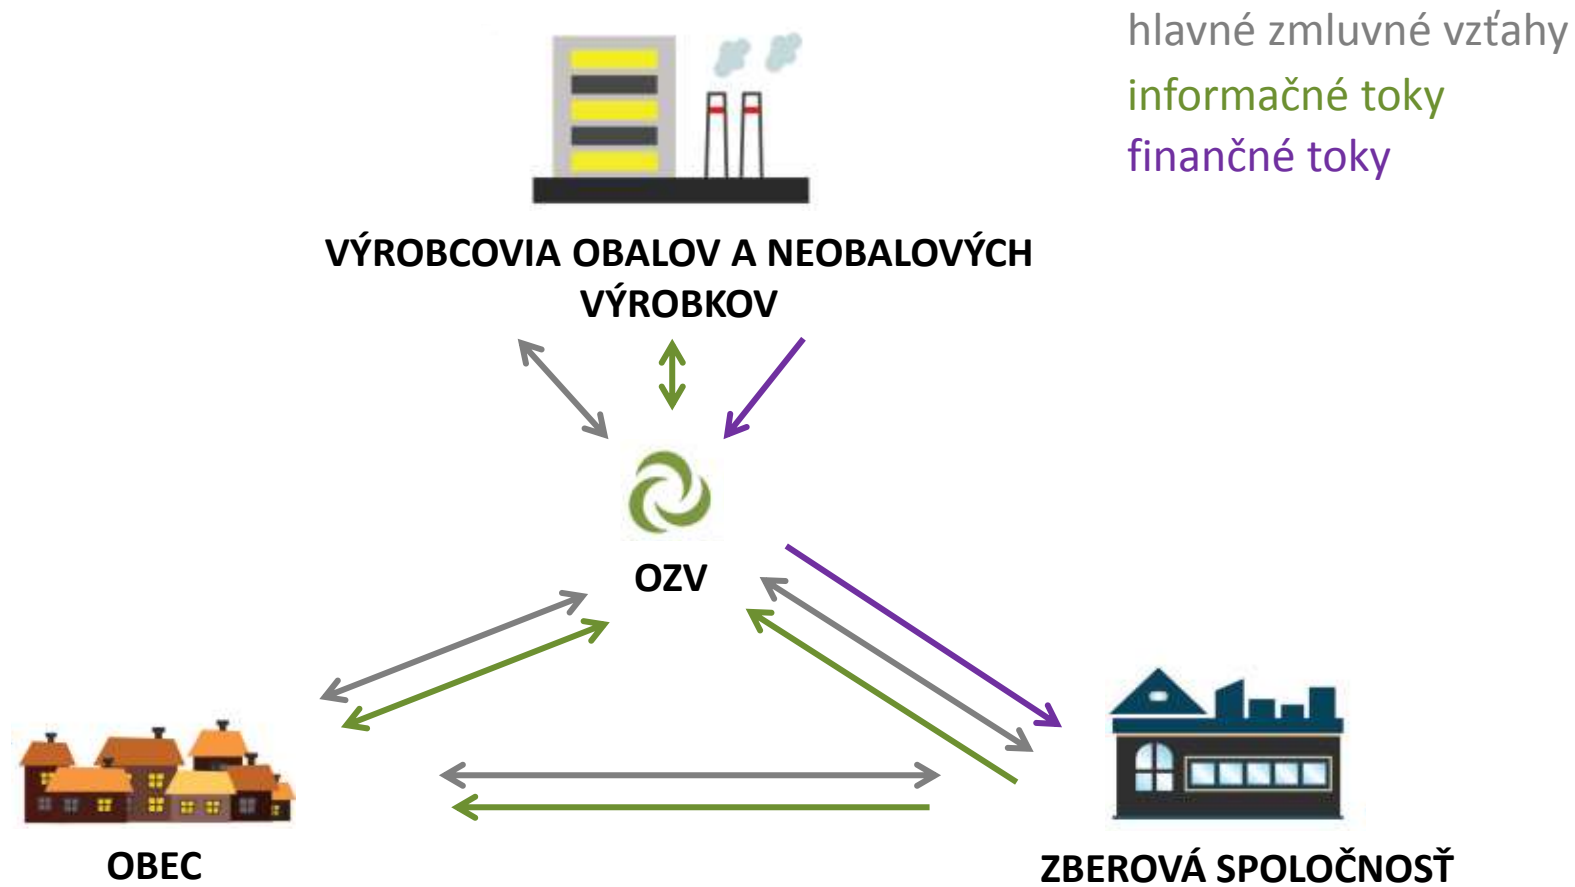 hlavné zmluvné vzťahy
informačné toky
finančné toky
VÝROBCOVIA OBALOV A NEOBALOVÝCH
VÝROBKOV
OZV
OBEC
ZBEROVÁ SPOLOČNOSŤ